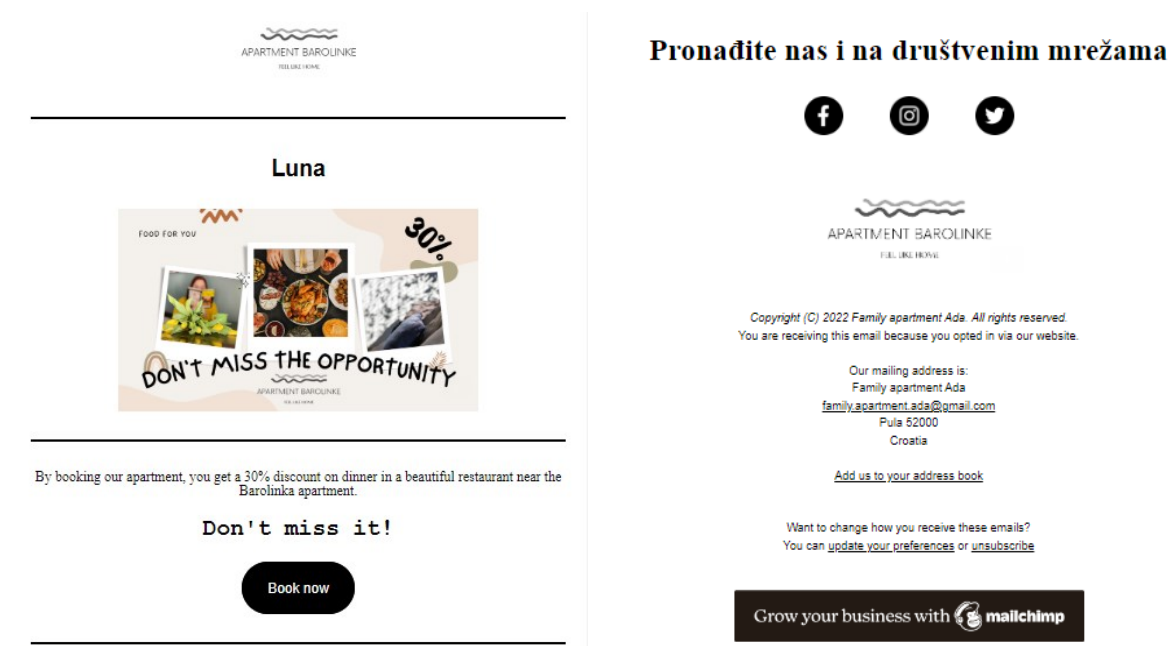 APARTMENT BAROLINKE
FEEL LIKE HOME
Luna
FOOD FOR YOU
30%
DON'T MISS THE OPPORTUNITY
APARTMENT BAROLINKE
FEEL LIKE HOME
By booking our apartment, you get a 30% discount on dinner in a beautiful restaurant near the
Barolinka apartment.
Don't miss it!
Book now
Pronađite nas i na društvenim mrežama
APARTMENT BAROLINKE
FEEL LIKE HOME
Copyright (C) 2022 Family apartment Ada. All rights reserved.
You are receiving this email because you opted in via our website.
Our mailing address is:
Family apartment Ada
family.apartment.ada@gmail.com
Pula 52000
Croatia
Add us to your address book
Want to change how you receive these emails?
You can update your preferences or unsubscribe
Grow your business with mailchimp